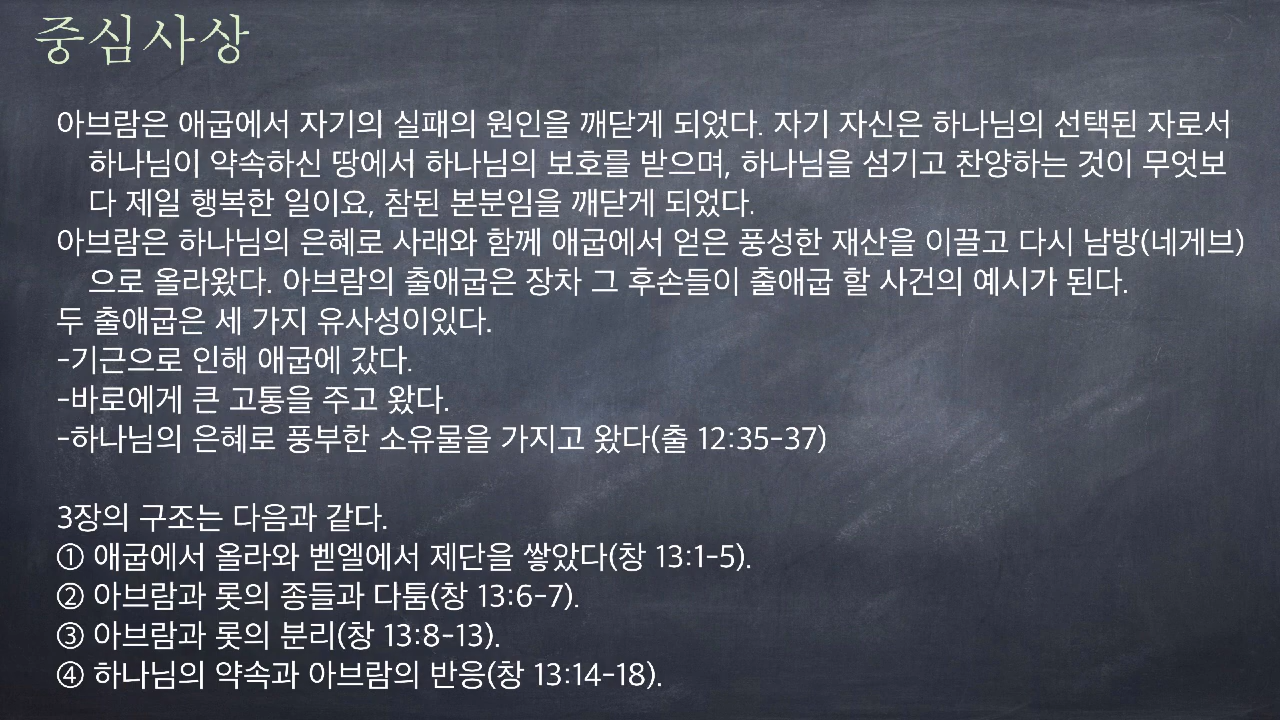 중심사상
아브람은 애굽에서 자기의 실패의 원인을 깨닫게 되었다. 자기 자신은 하나님의 선택된 자로서
하나님이 약속하신 땅에서 하나님의 보호를 받으며, 하나님을 섬기고 찬양하는 것이 무엇보
다 제일 행복한 일이요, 참된 본분임을 깨닫게 되었다.
아브람은 하나님의 은혜로 사래와 함께 애굽에서 얻은 풍성한 재산을 이끌고 다시 남방(네게브)
으로 올라왔다. 아브람의 출애굽은 장차 그 후손들이 출애굽 할 사건의 예시가 된다.
두 출애굽은 세 가지 유사성이있다.
-기근으로 인해 애굽에 갔다.
-바로에게 큰 고통을 주고 왔다.
-하나님의 은혜로 풍부한 소유물을 가지고 왔다(출 12:35-37)
3장의 구조는 다음과 같다.
① 애굽에서 올라와 벧엘에서 제단을 쌓았다(창 13:1-5).
② 아브람과 롯의 종들과 다툼(창 13:6-7).
③ 아브람과 롯의 분리(창 13:8-13).
④ 하나님의 약속과 아브람의 반응(창 13:14-18).